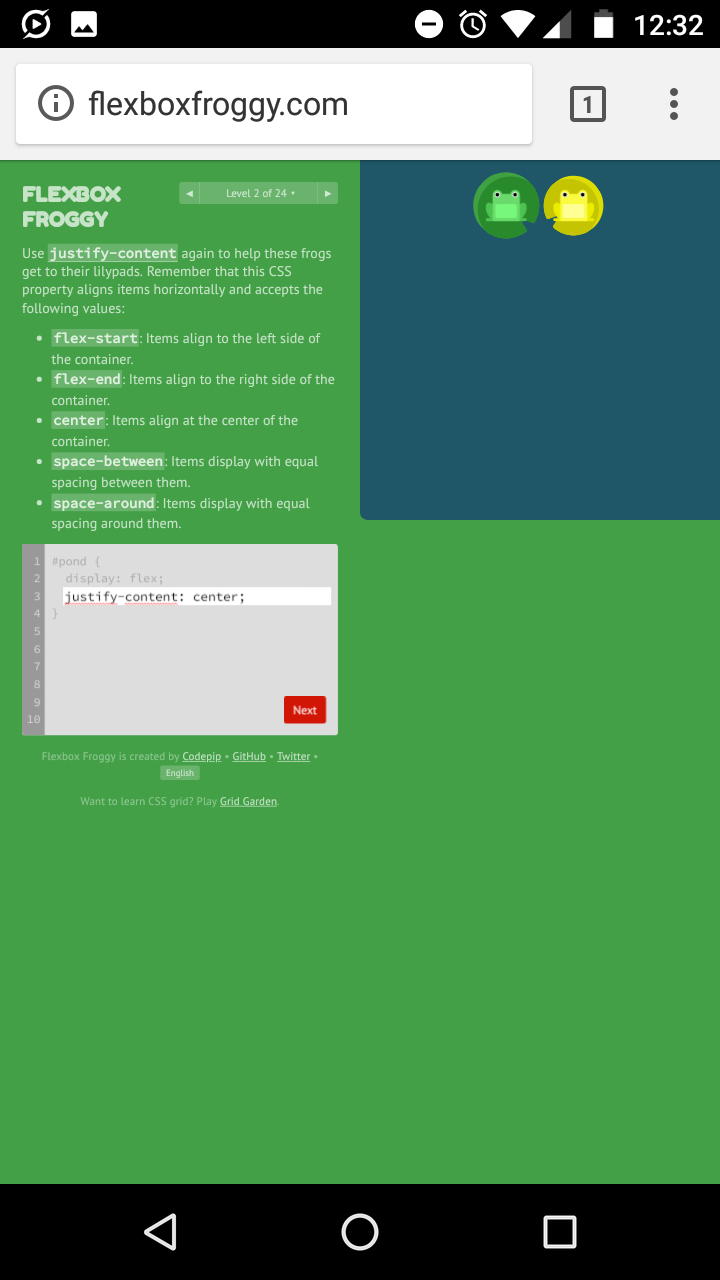 12:32
flexboxfroggy.com
1
FLEXBOX
FROGGY
◀ Level 2 of 24 ▾ ▶
Use justify-content again to help these frogs
get to their lilypads. Remember that this CSS
property aligns items horizontally and accepts the
following values:
• flex-start: Items align to the left side of
the container.
• flex-end: Items align to the right side of the
container.
• center: Items align at the center of the
container.
• space-between: Items display with equal
spacing between them.
• space-around: Items display with equal
spacing around them.
1 #pond {
2 display: flex;
3 justify-content: center;
4 }
5
6
7
8
9
10
Next
Flexbox Froggy is created by Codepip • GitHub • Twitter •
English
Want to learn CSS grid? Play Grid Garden.